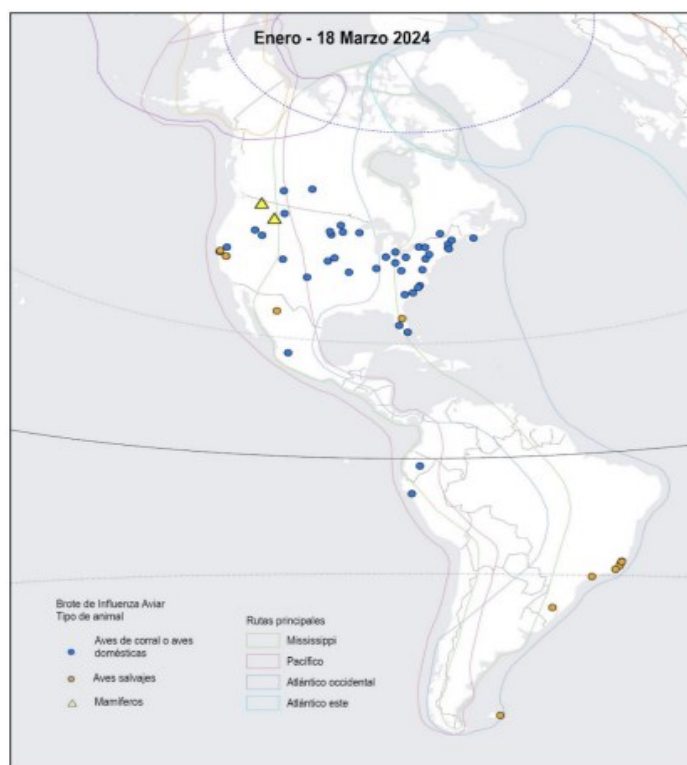 Enero - 18 Marzo 2024
Brote de Influenza Aviar
Tipo de animal
Aves de corral o aves
domésticas
Aves salvajes
Mamíferos
Rutas principales
Mississippi
Pacífico
Atlántico occidental
Atlántico este